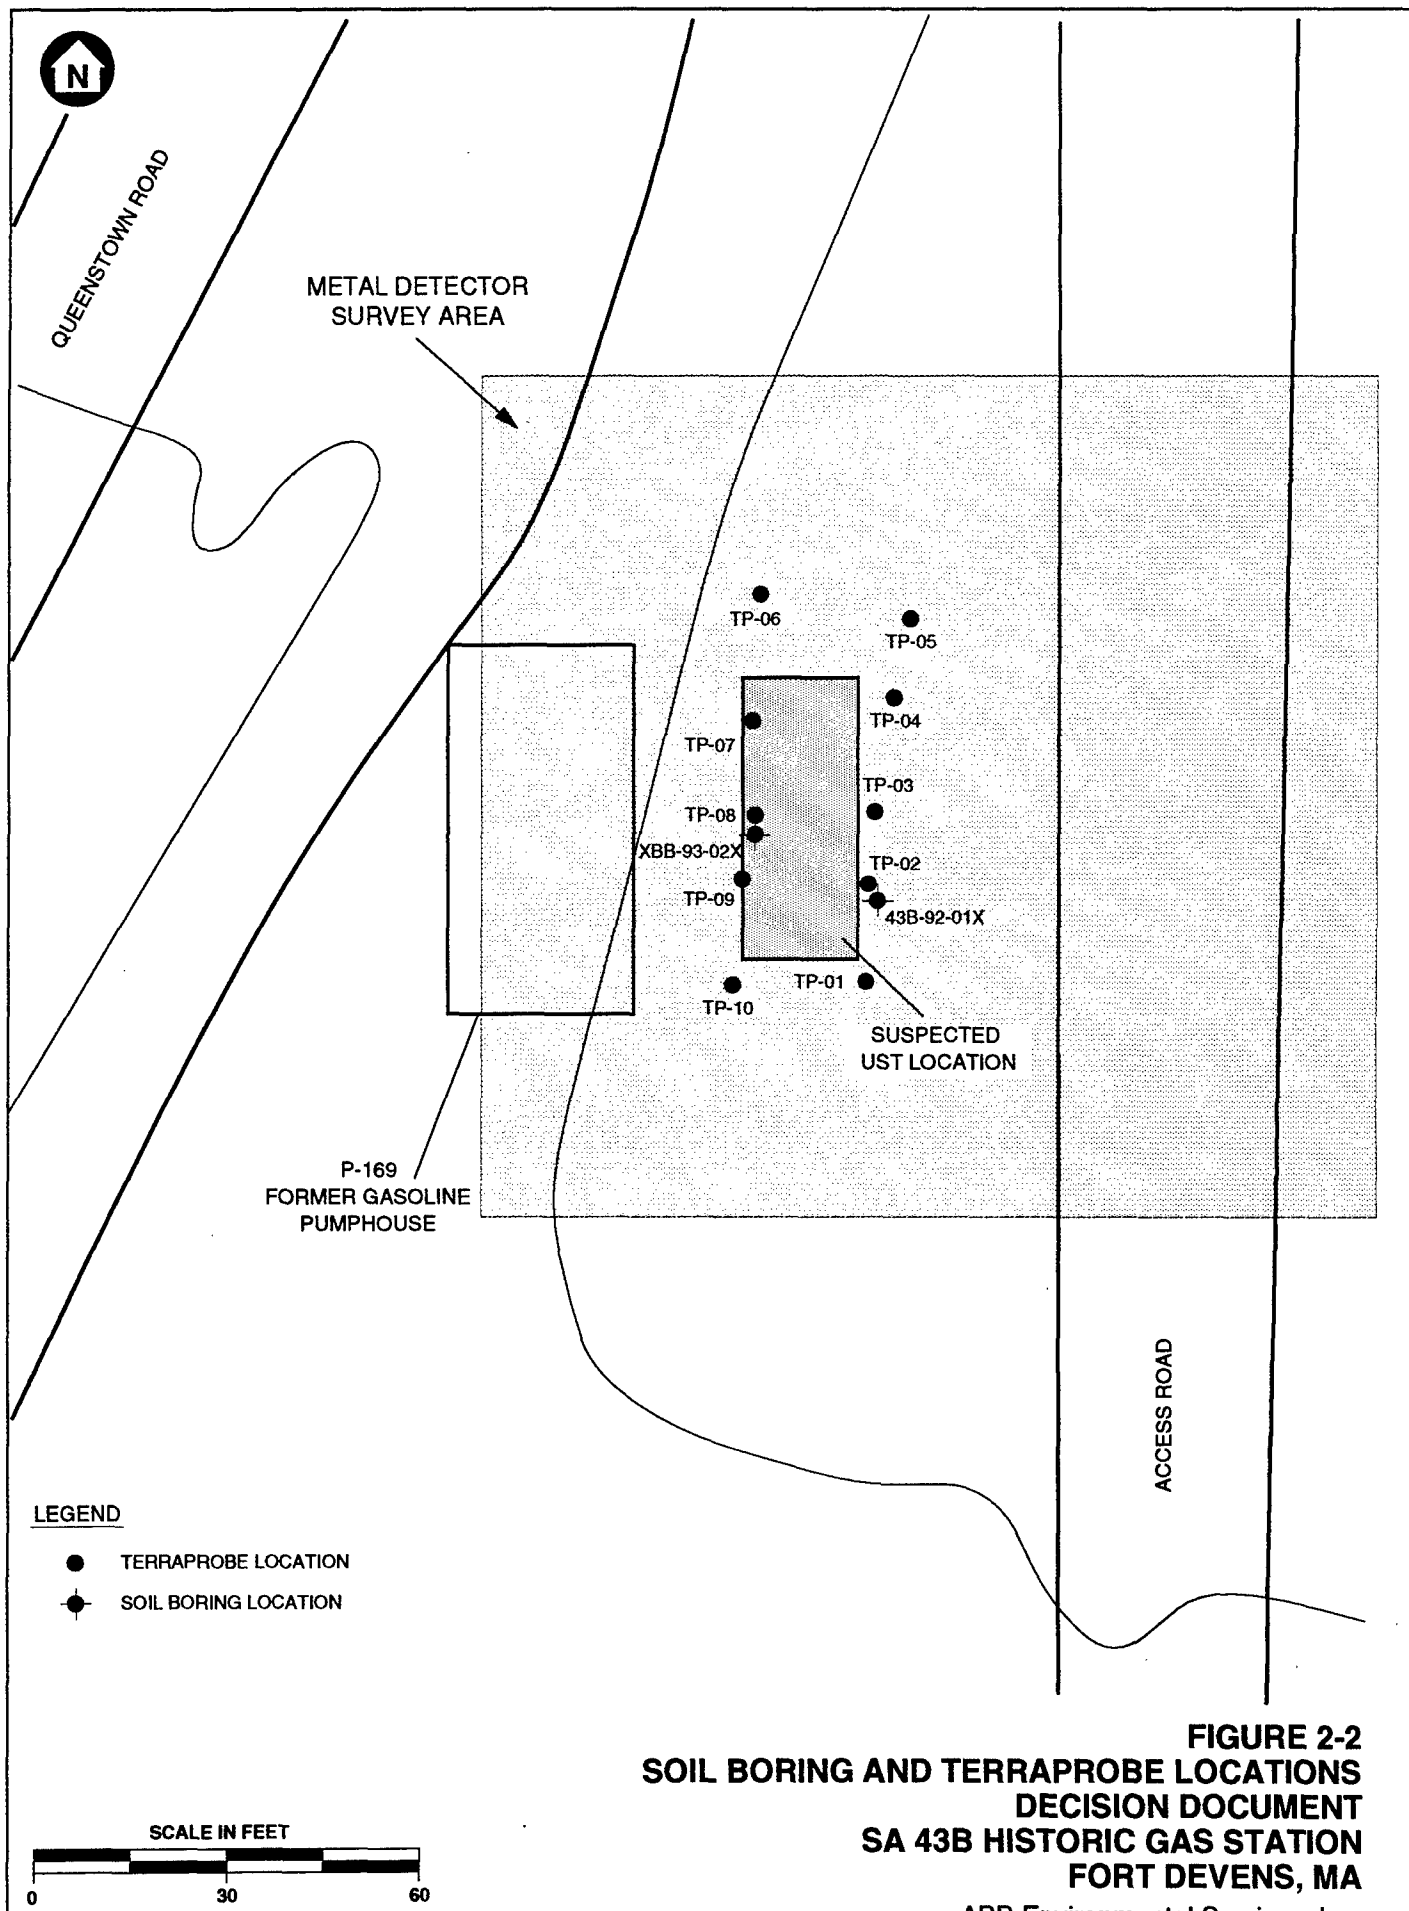 N
QUEENSTOWN ROAD
METAL DETECTOR
SURVEY AREA
TP-06
TP-05
TP-04
TP-07
TP-03
TP-08
XBB-93-02X
TP-02
TP-09
43B-92-01X
TP-01
TP-10
SUSPECTED
UST LOCATION
P-169
FORMER GASOLINE
PUMPHOUSE
ACCESS ROAD
LEGEND
TERRAPROBE LOCATION
SOIL BORING LOCATION
FIGURE 2-2
SOIL BORING AND TERRAPROBE LOCATIONS
DECISION DOCUMENT
SA 43B HISTORIC GAS STATION
FORT DEVENS, MA
SCALE IN FEET
0 30 60